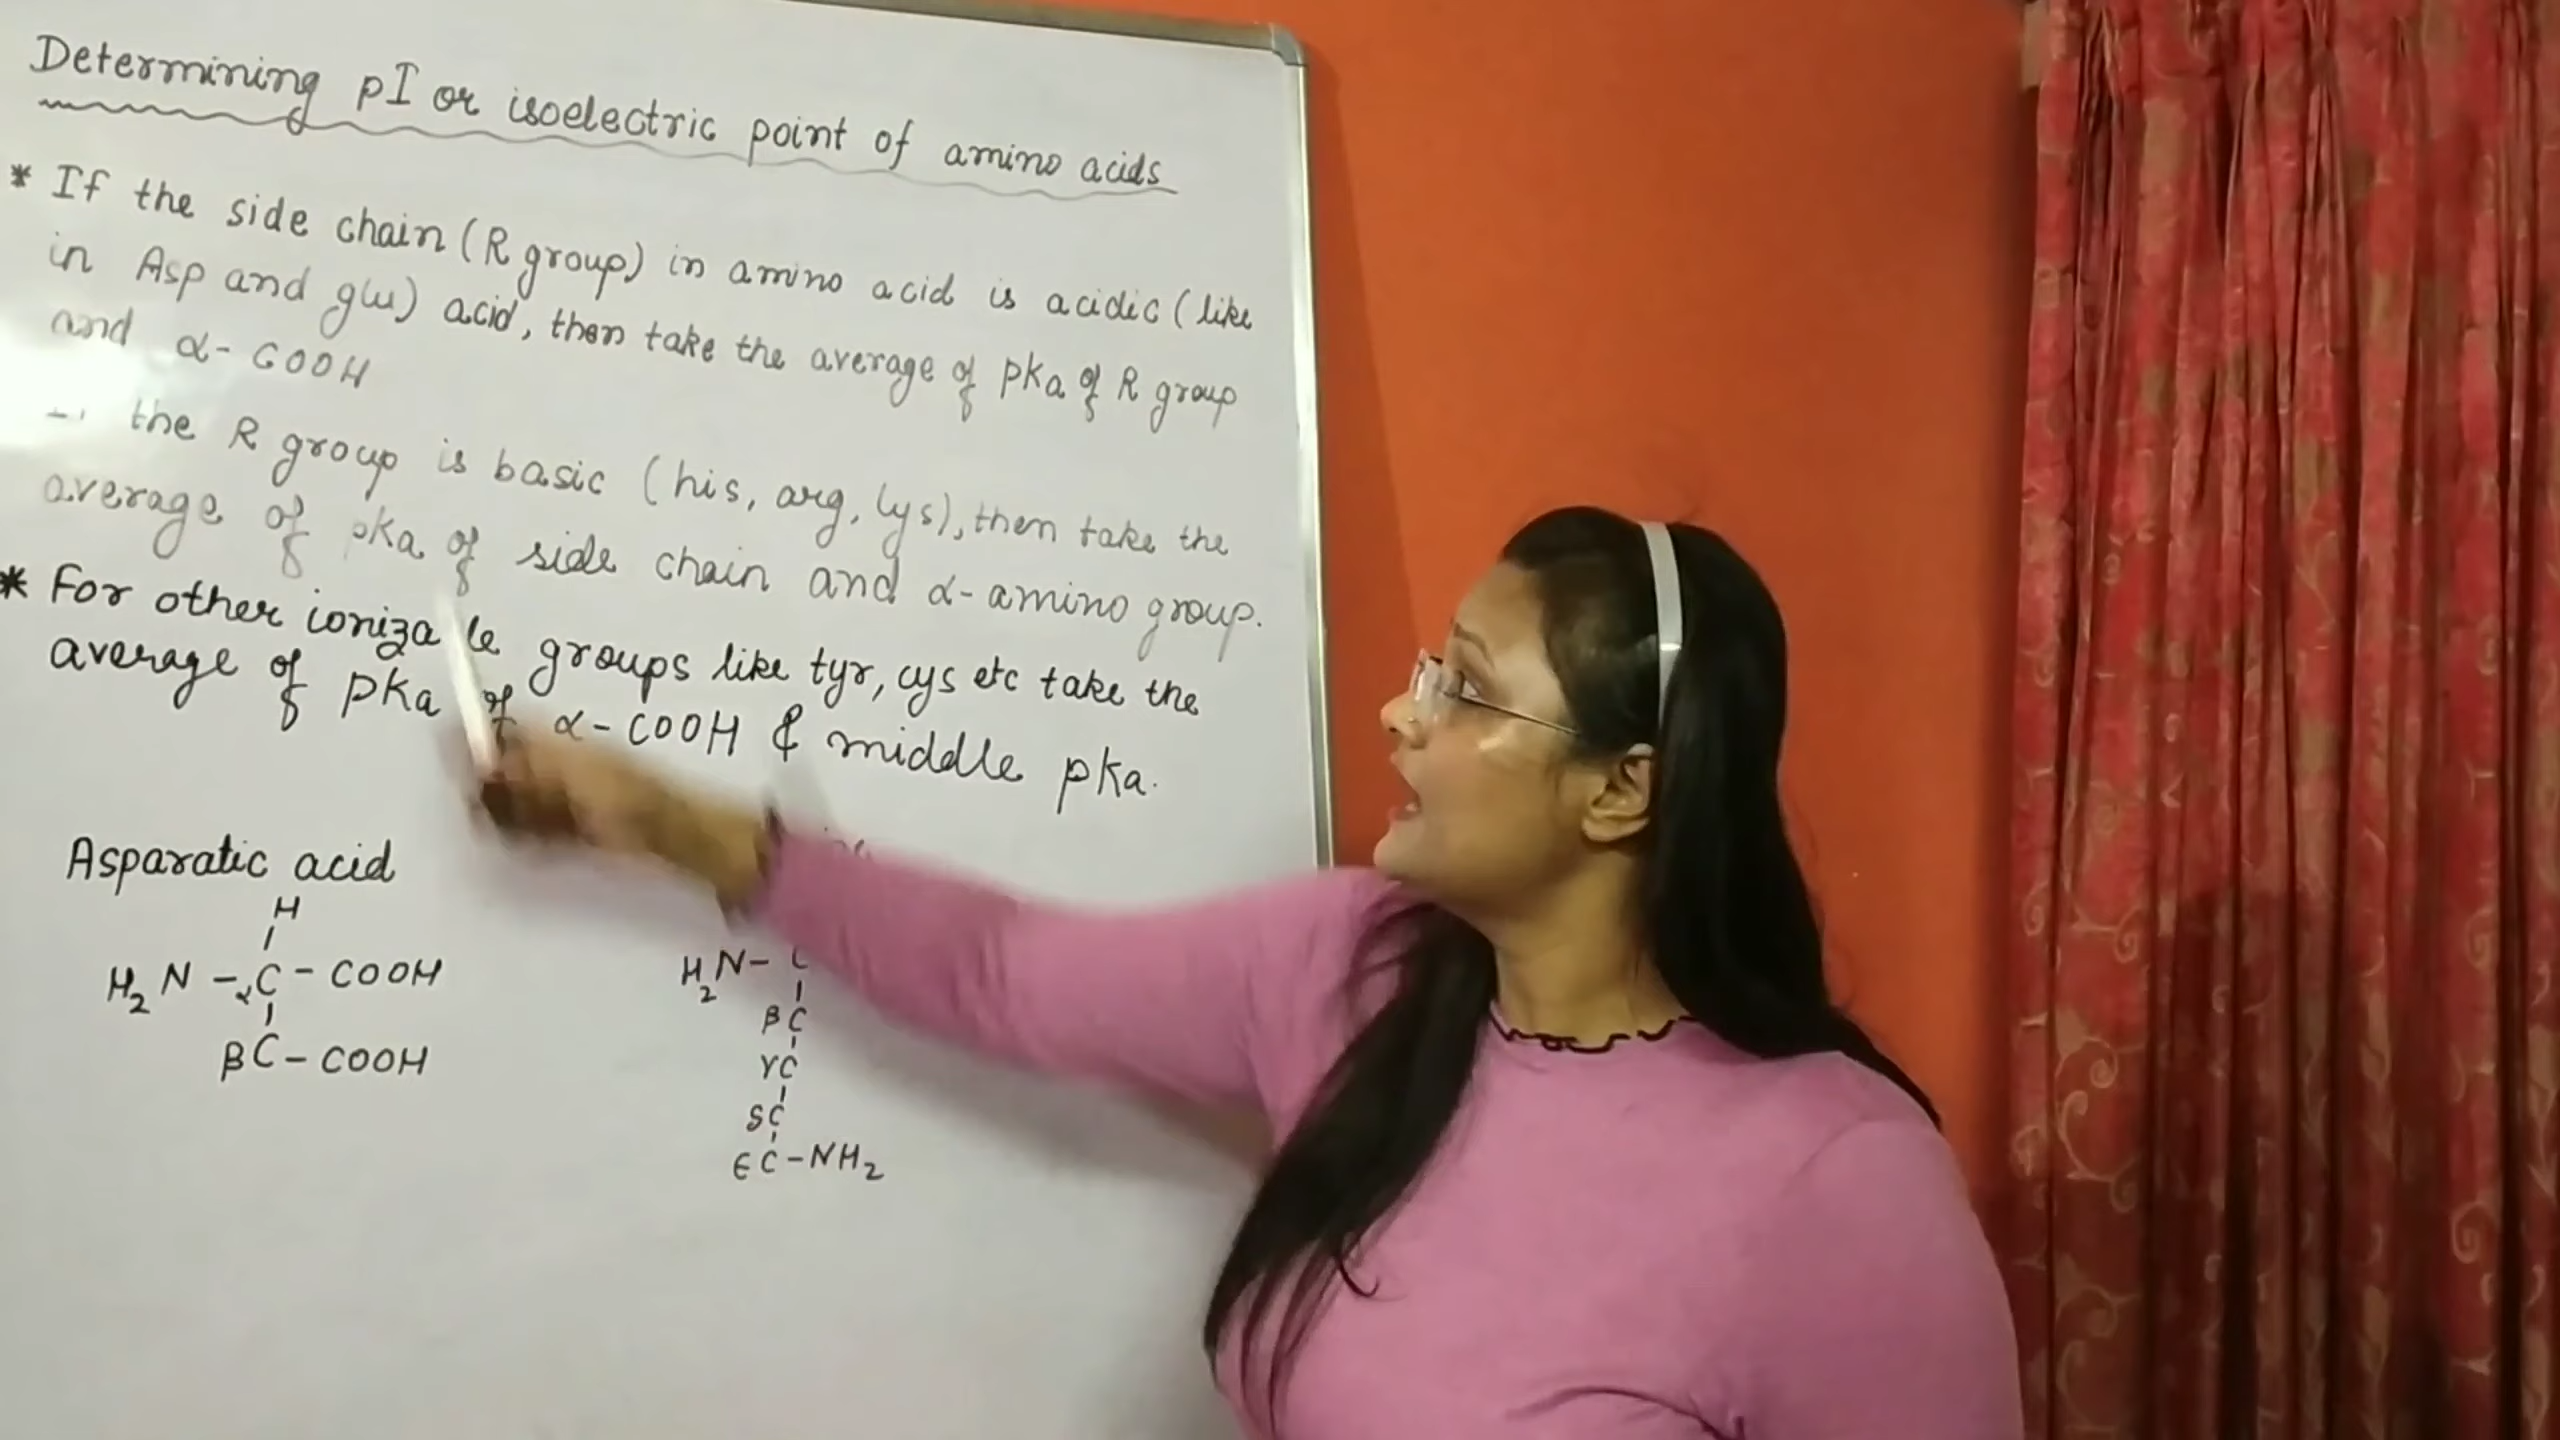 Determining pI or isoelectric point of amino acids
* If the side chain (R group) in amino acid is acidic (like
in Asp and glu) acid, then take the average of pKa of R group
and α-COOH
the R group is basic (his, arg, lys), then take the
average of pKa of side chain and α-amino group.
* For other ioniza le groups like tyr, cys etc take the
average of pKa of α-COOH & middle pka.
Asparatic acid
H
H2N - αC - COOH
βC - COOH
H2N - C
βC
γC
SC
ЄC - NH2